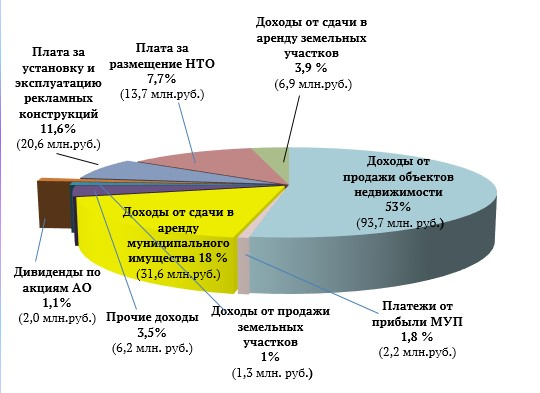 Доходы от сдачи в
аренду земельных
участков
3,9 %
(6,9 млн.руб.)
Плата за
размещение НТО
7,7%
(13,7 млн.руб.)
Плата за
установку и
эксплуатацию
рекламных
конструкций
11,6%
(20,6 млн.руб.)
Доходы от
продажи объектов
недвижимости
53%
(93,7 млн. руб.)
Доходы от сдачи в
аренду
муниципального
имущества 18 %
(31,6 млн.руб.)
Дивиденды по
акциям АО
1,1%
(2,0 млн.руб.)
Прочие доходы
3,5%
(6,2 млн. руб.)
Доходы от продажи
земельных
участков
1%
(1,3 млн. руб.)
Платежи от
прибыли МУП
1,8 %
(2,2 млн.руб.)